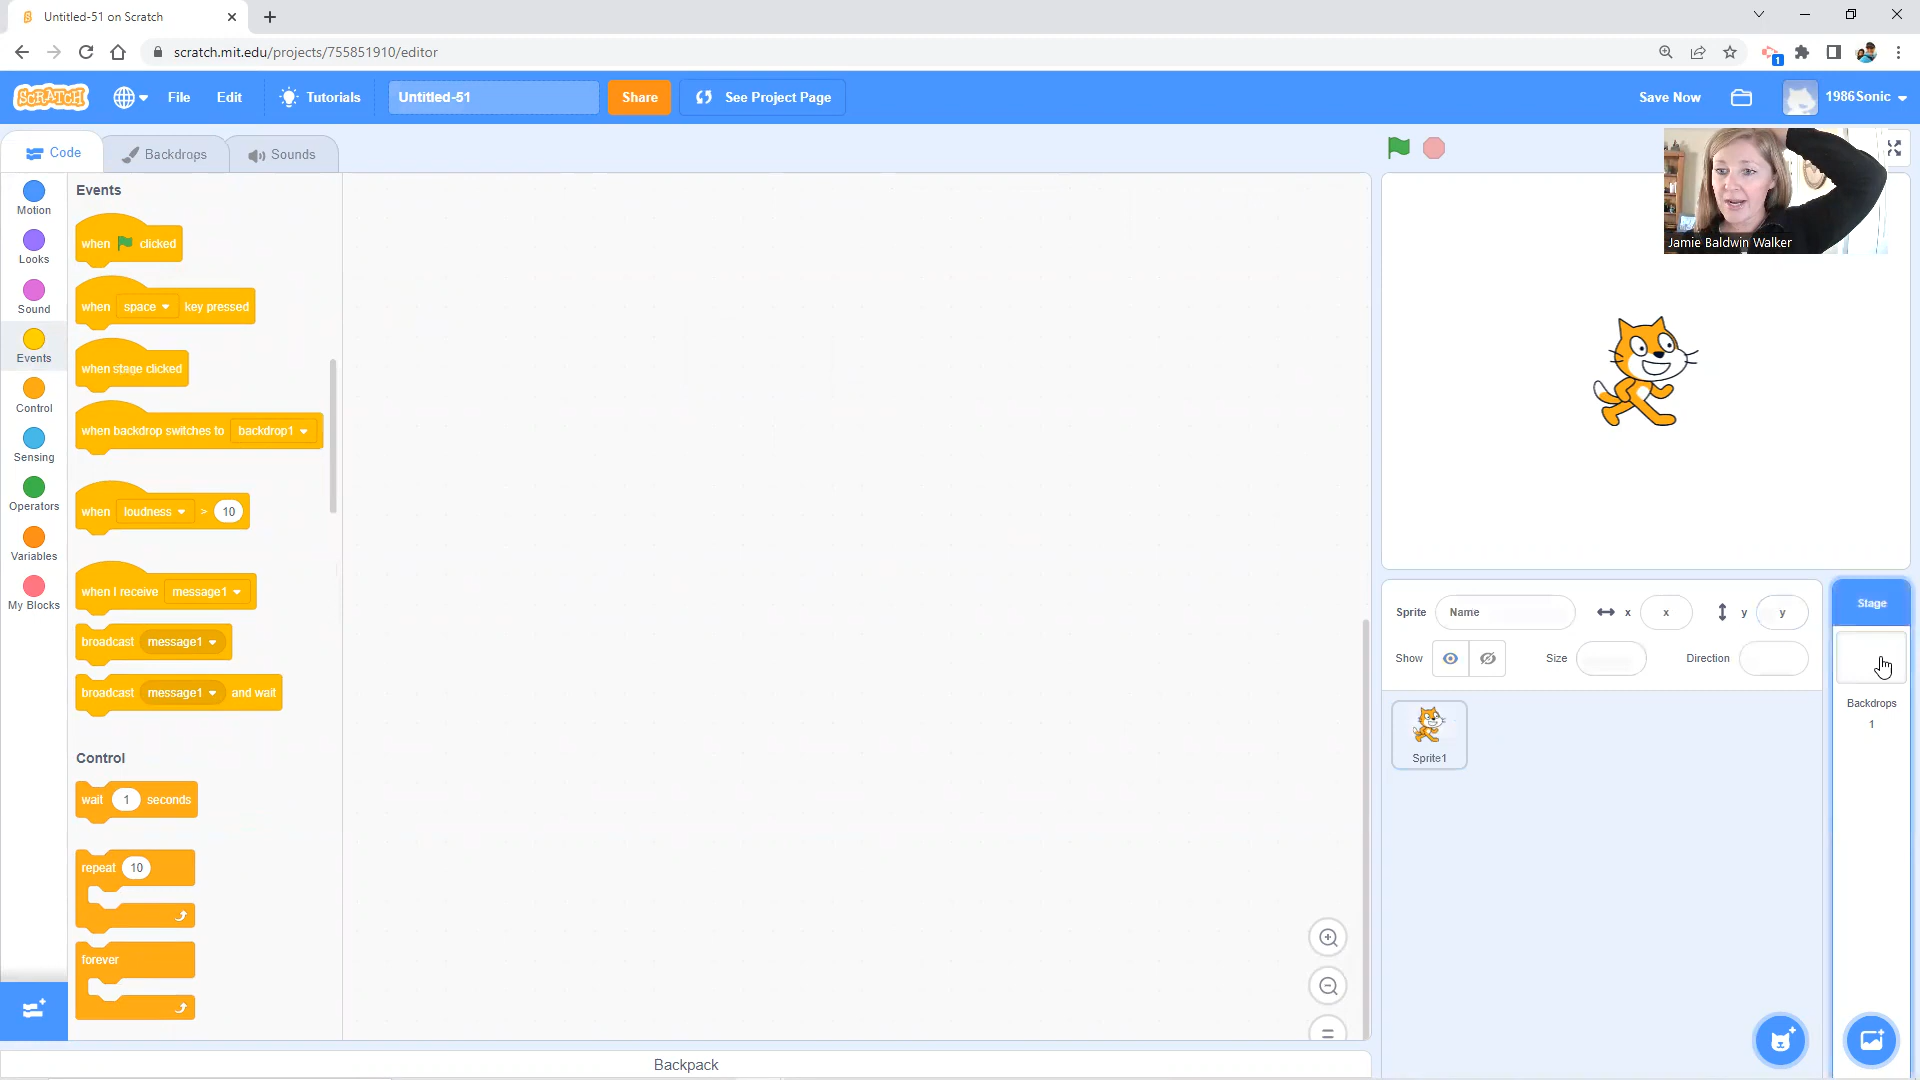 Untitled-51 on Scratch
scratch.mit.edu/projects/755851910/editor
1
SCRATCH
File
Edit
Tutorials
Untitled-51
Share
See Project Page
Save Now
1986Sonic
Code
Backdrops
Sounds
Motion
Looks
Sound
Events
Control
Sensing
Operators
Variables
My Blocks
Events
when clicked
when space key pressed
when stage clicked
when backdrop switches to backdrop1
when loudness > 10
when I receive message1
broadcast message1
broadcast message1 and wait
Control
wait 1 seconds
repeat 10
forever
Backpack
Jamie Baldwin Walker
Sprite Name x x y y
Show Size Direction
Sprite1
Stage
Backdrops
1